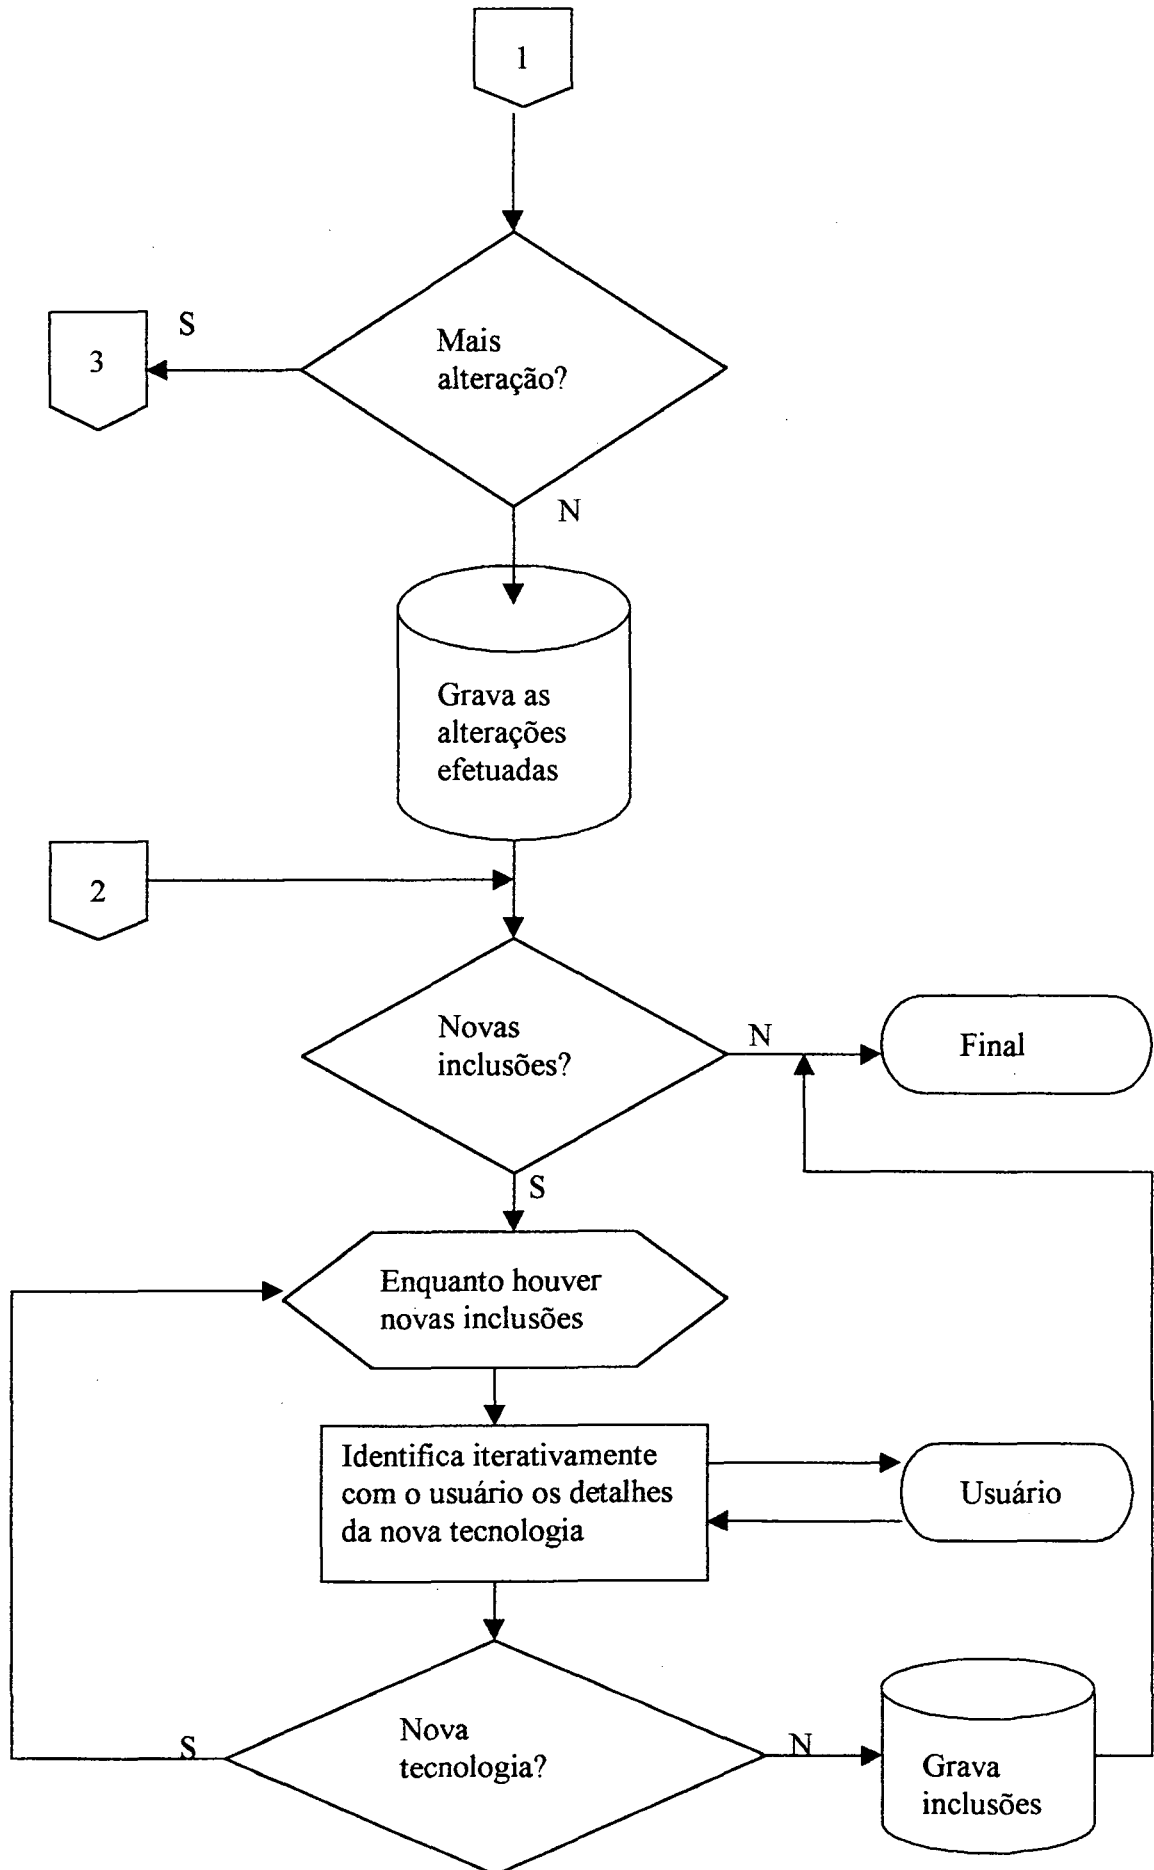 1
S
3
Mais
alteração?
N
Grava as
alterações
efetuadas
2
Novas
inclusões?
N
Final
S
Enquanto houver
novas inclusões
Identifica iterativamente
com o usuário os detalhes
da nova tecnologia
Usuário
S
Nova
tecnologia?
N
Grava
inclusões